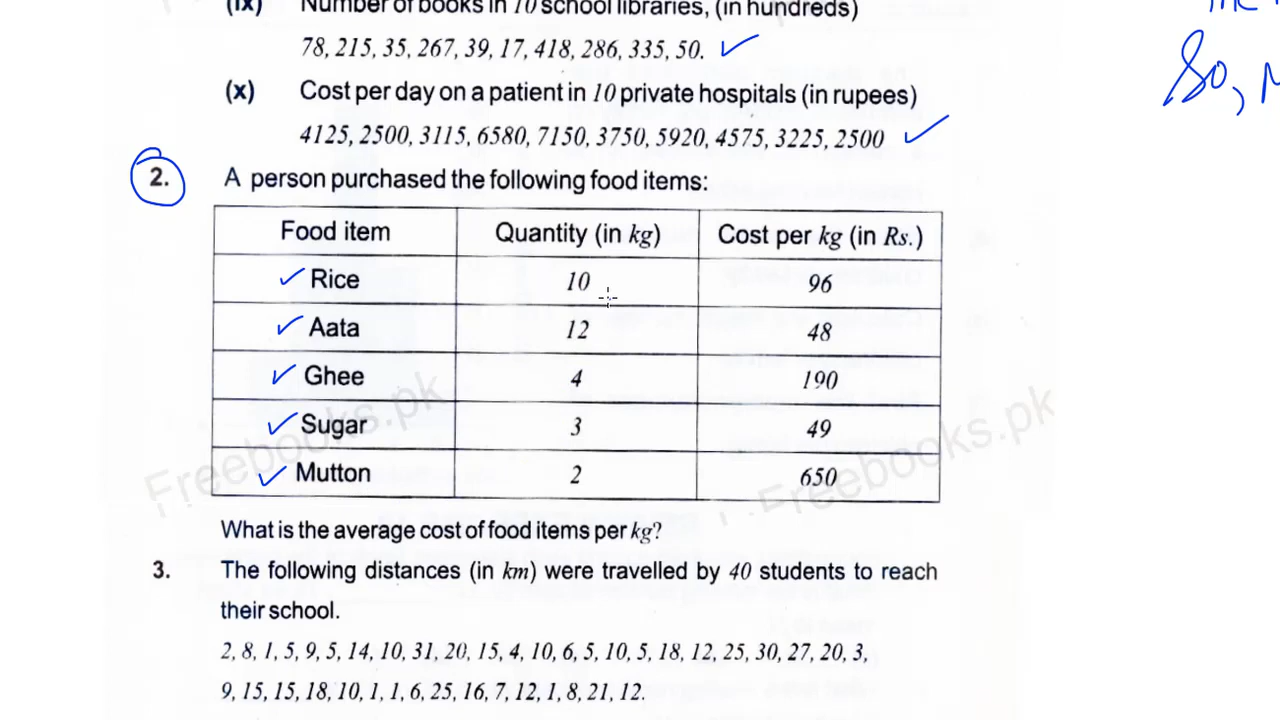 (ix) Number of books in 10 school libraries, (in hundreds)
78, 215, 35, 267, 39, 17, 418, 286, 335, 50.
So,
(x) Cost per day on a patient in 10 private hospitals (in rupees)
4125, 2500, 3115, 6580, 7150, 3750, 5920, 4575, 3225, 2500
2. A person purchased the following food items:
Food item Quantity (in kg) Cost per kg (in Rs.)
Rice 10 96
Aata 12 48
Ghee 4 190
Sugar 3 49
Mutton 2 650
Freebooks.pk
Freebooks.pk
What is the average cost of food items per kg?
3. The following distances (in km) were travelled by 40 students to reach
their school.
2, 8, 1, 5, 9, 5, 14, 10, 31, 20, 15, 4, 10, 6, 5, 10, 5, 18, 12, 25, 30, 27, 20, 3,
9, 15, 15, 18, 10, 1, 1, 6, 25, 16, 7, 12, 1, 8, 21, 12.